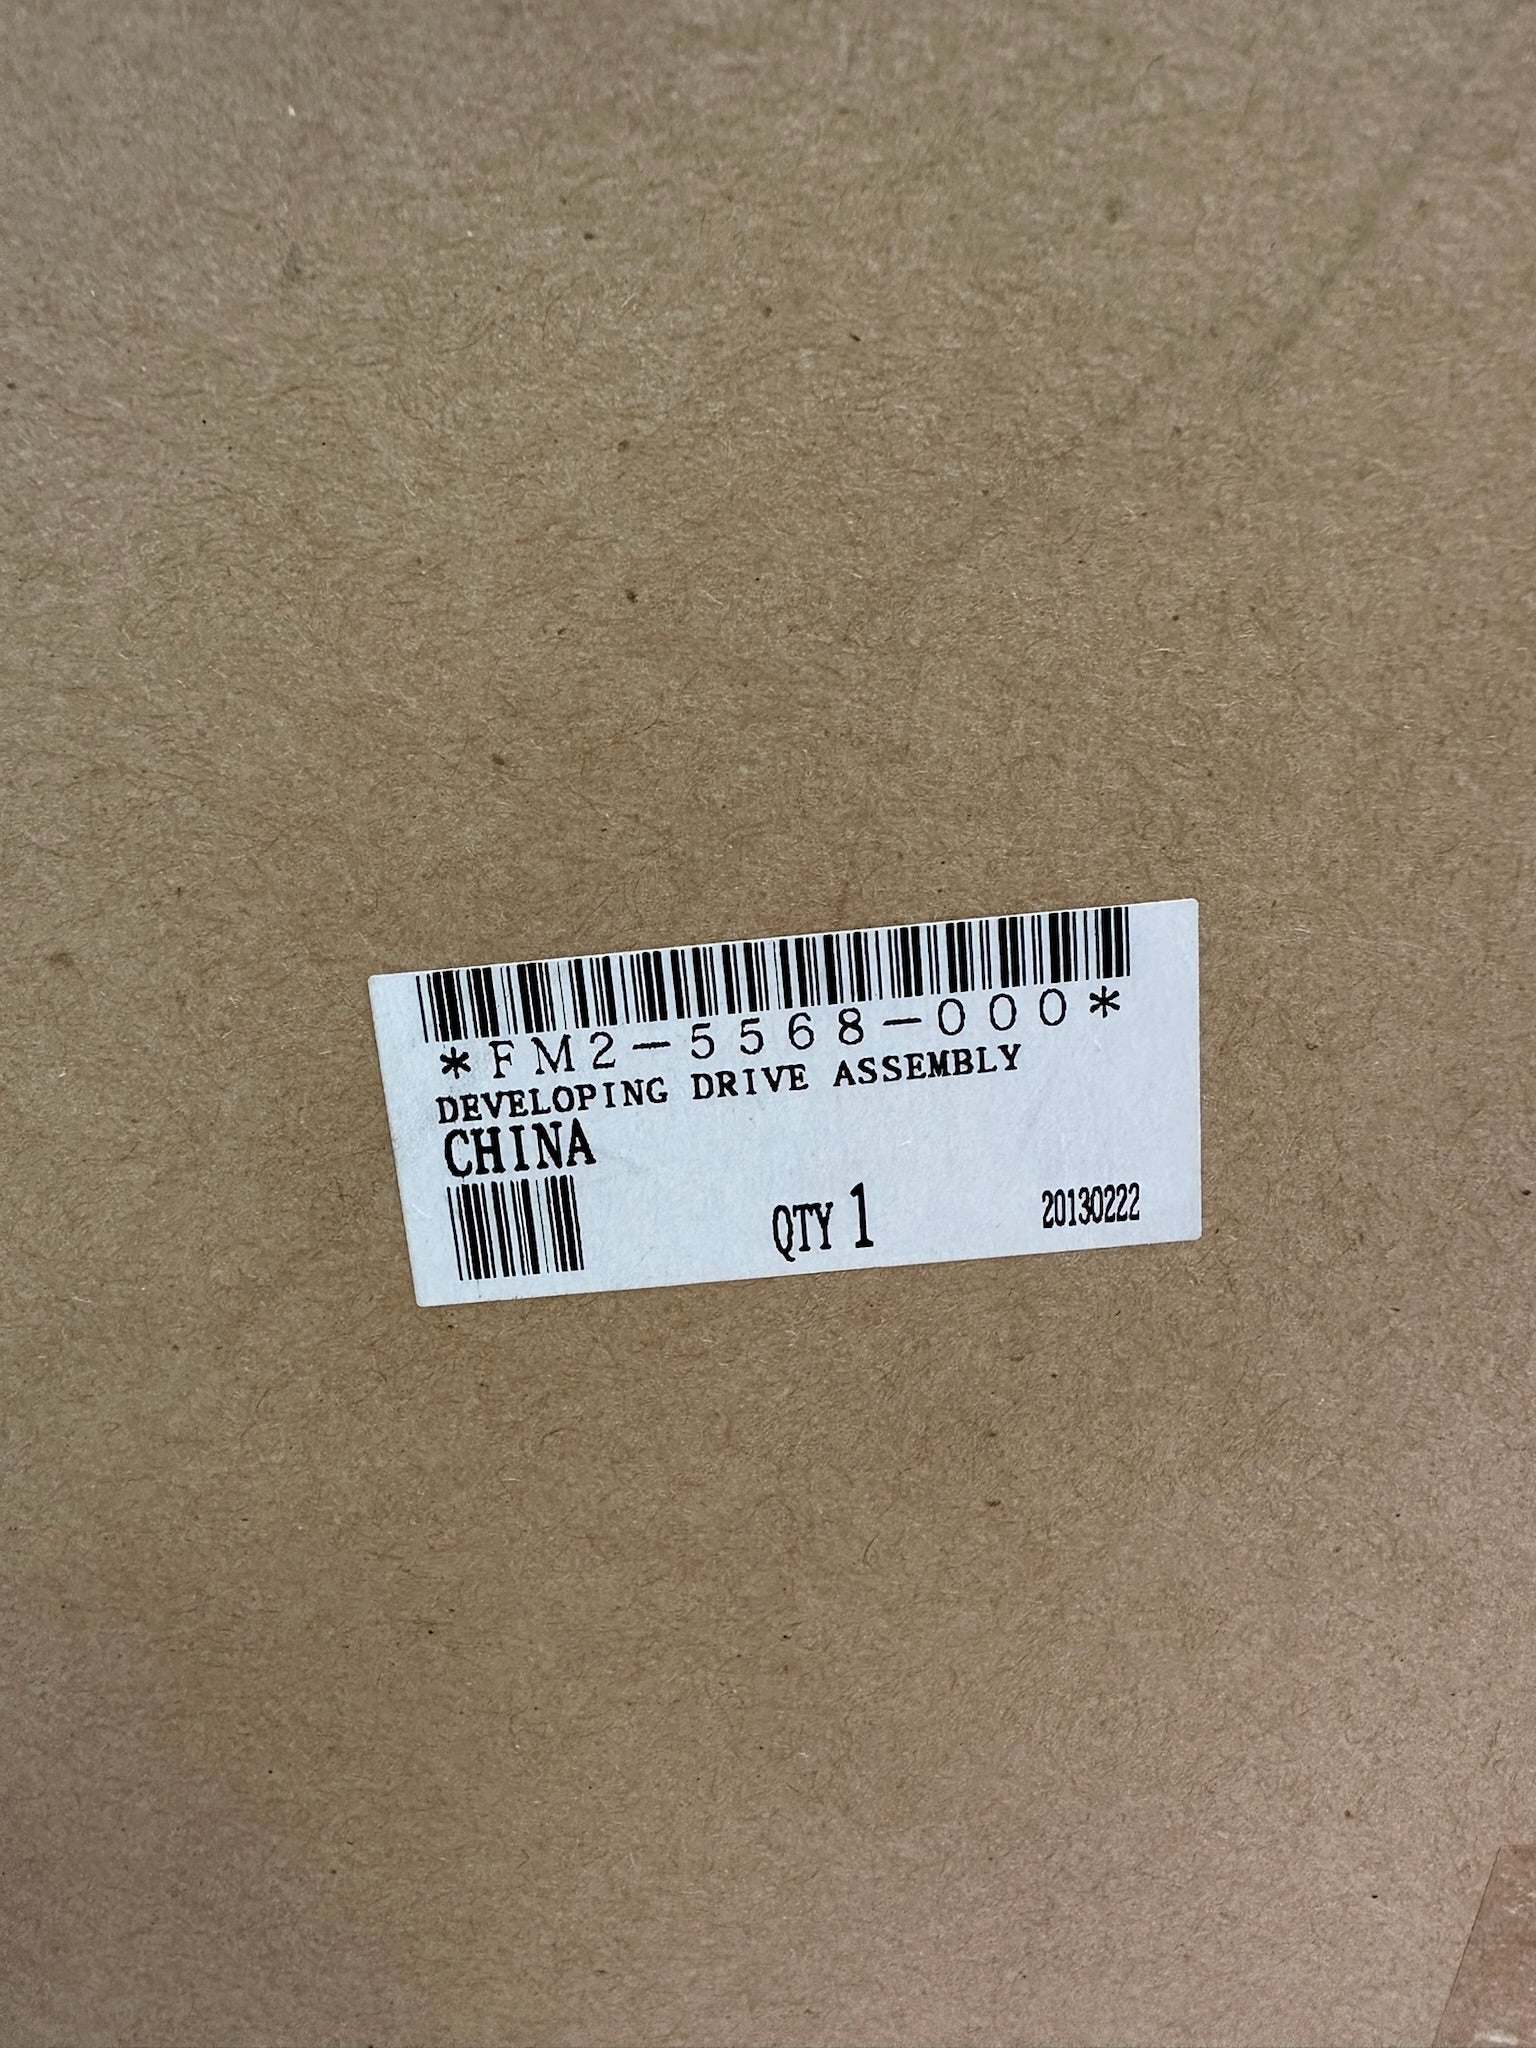 *FM2-5568-000*
DEVELOPING DRIVE ASSEMBLY
CHINA
QTY 1 20130222